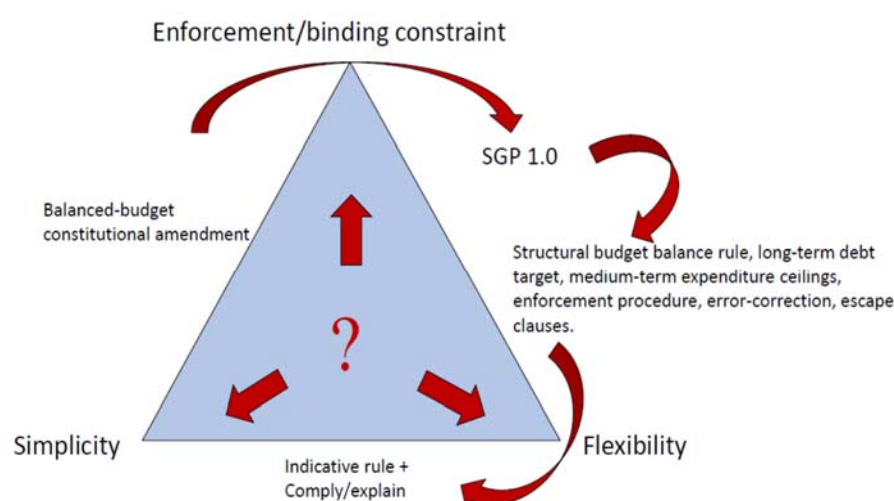 Enforcement/binding constraint
SGP 1.0
Balanced-budget
constitutional amendment
Structural budget balance rule, long-term debt
target, medium-term expenditure ceilings,
enforcement procedure, error-correction, escape
clauses.
?
Simplicity
Flexibility
Indicative rule +
Comply/explain